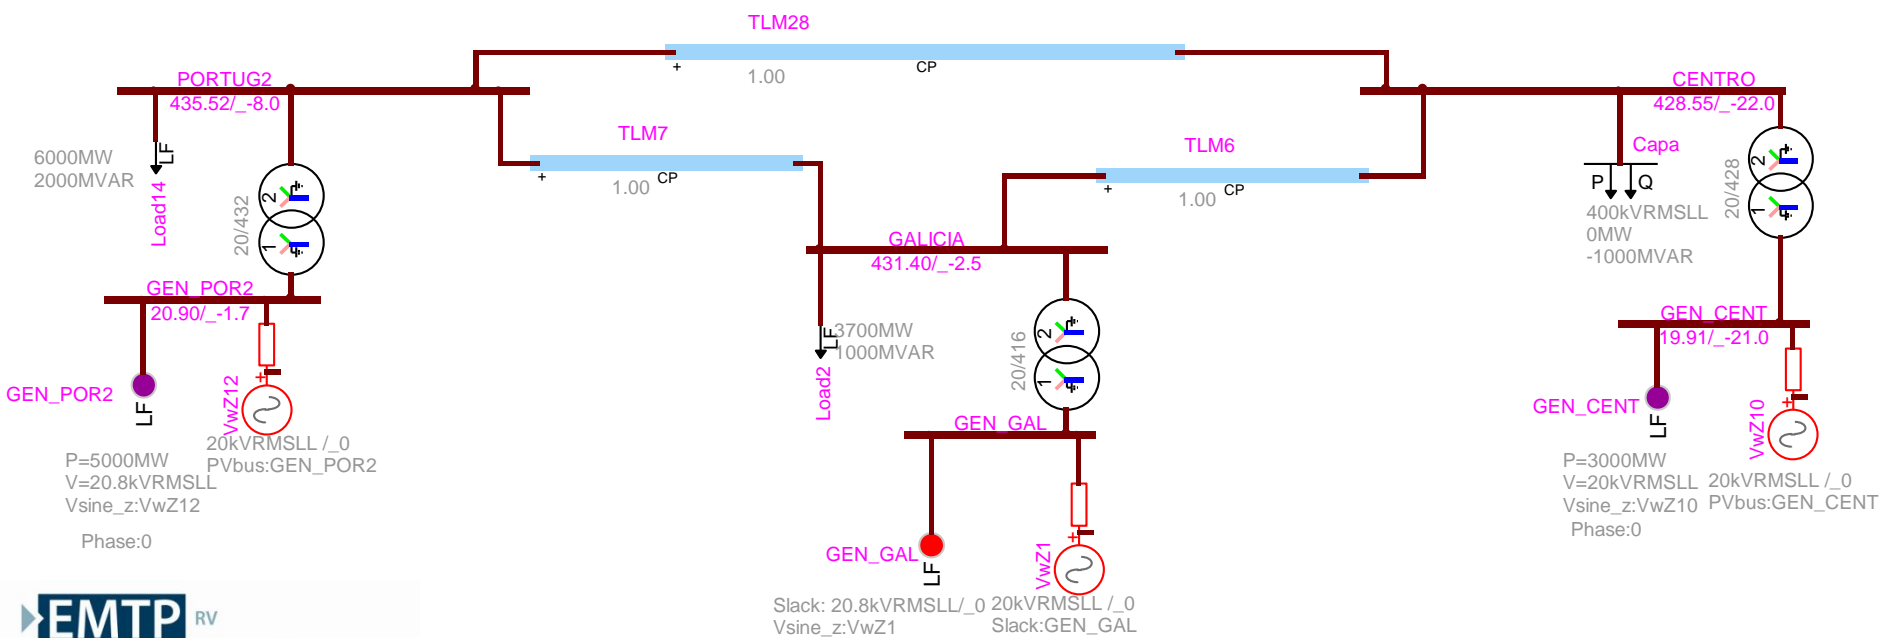 TLM28
+
CP
1.00
PORTUG2
435.52/_-8.0
CENTRO
428.55/_-22.0
TLM7
+
CP
1.00
TLM6
+
CP
1.00
Capa
P
Q
400kVRMSLL
0MW
-1000MVAR
6000MW
2000MVAR
LF
Load14
2
1
20/432
2
1
20/428
GALICIA
431.40/_-2.5
GEN_POR2
20.90/_-1.7
GEN_CENT
19.91/_-21.0
3700MW
1000MVAR
LF
Load2
2
1
20/416
GEN_POR2
LF
+
VwZ12
20kVRMSLL /_0
PVbus:GEN_POR2
P=5000MW
V=20.8kVRMSLL
Vsine_z:VwZ12
Phase:0
GEN_GAL
GEN_CENT
LF
+
VwZ10
P=3000MW
V=20kVRMSLL
Vsine_z:VwZ10
Phase:0
20kVRMSLL /_0
PVbus:GEN_CENT
GEN_GAL
LF
+
VwZ1
Slack: 20.8kVRMSLL/_0
Vsine_z:VwZ1
20kVRMSLL /_0
Slack:GEN_GAL
EMTP RV